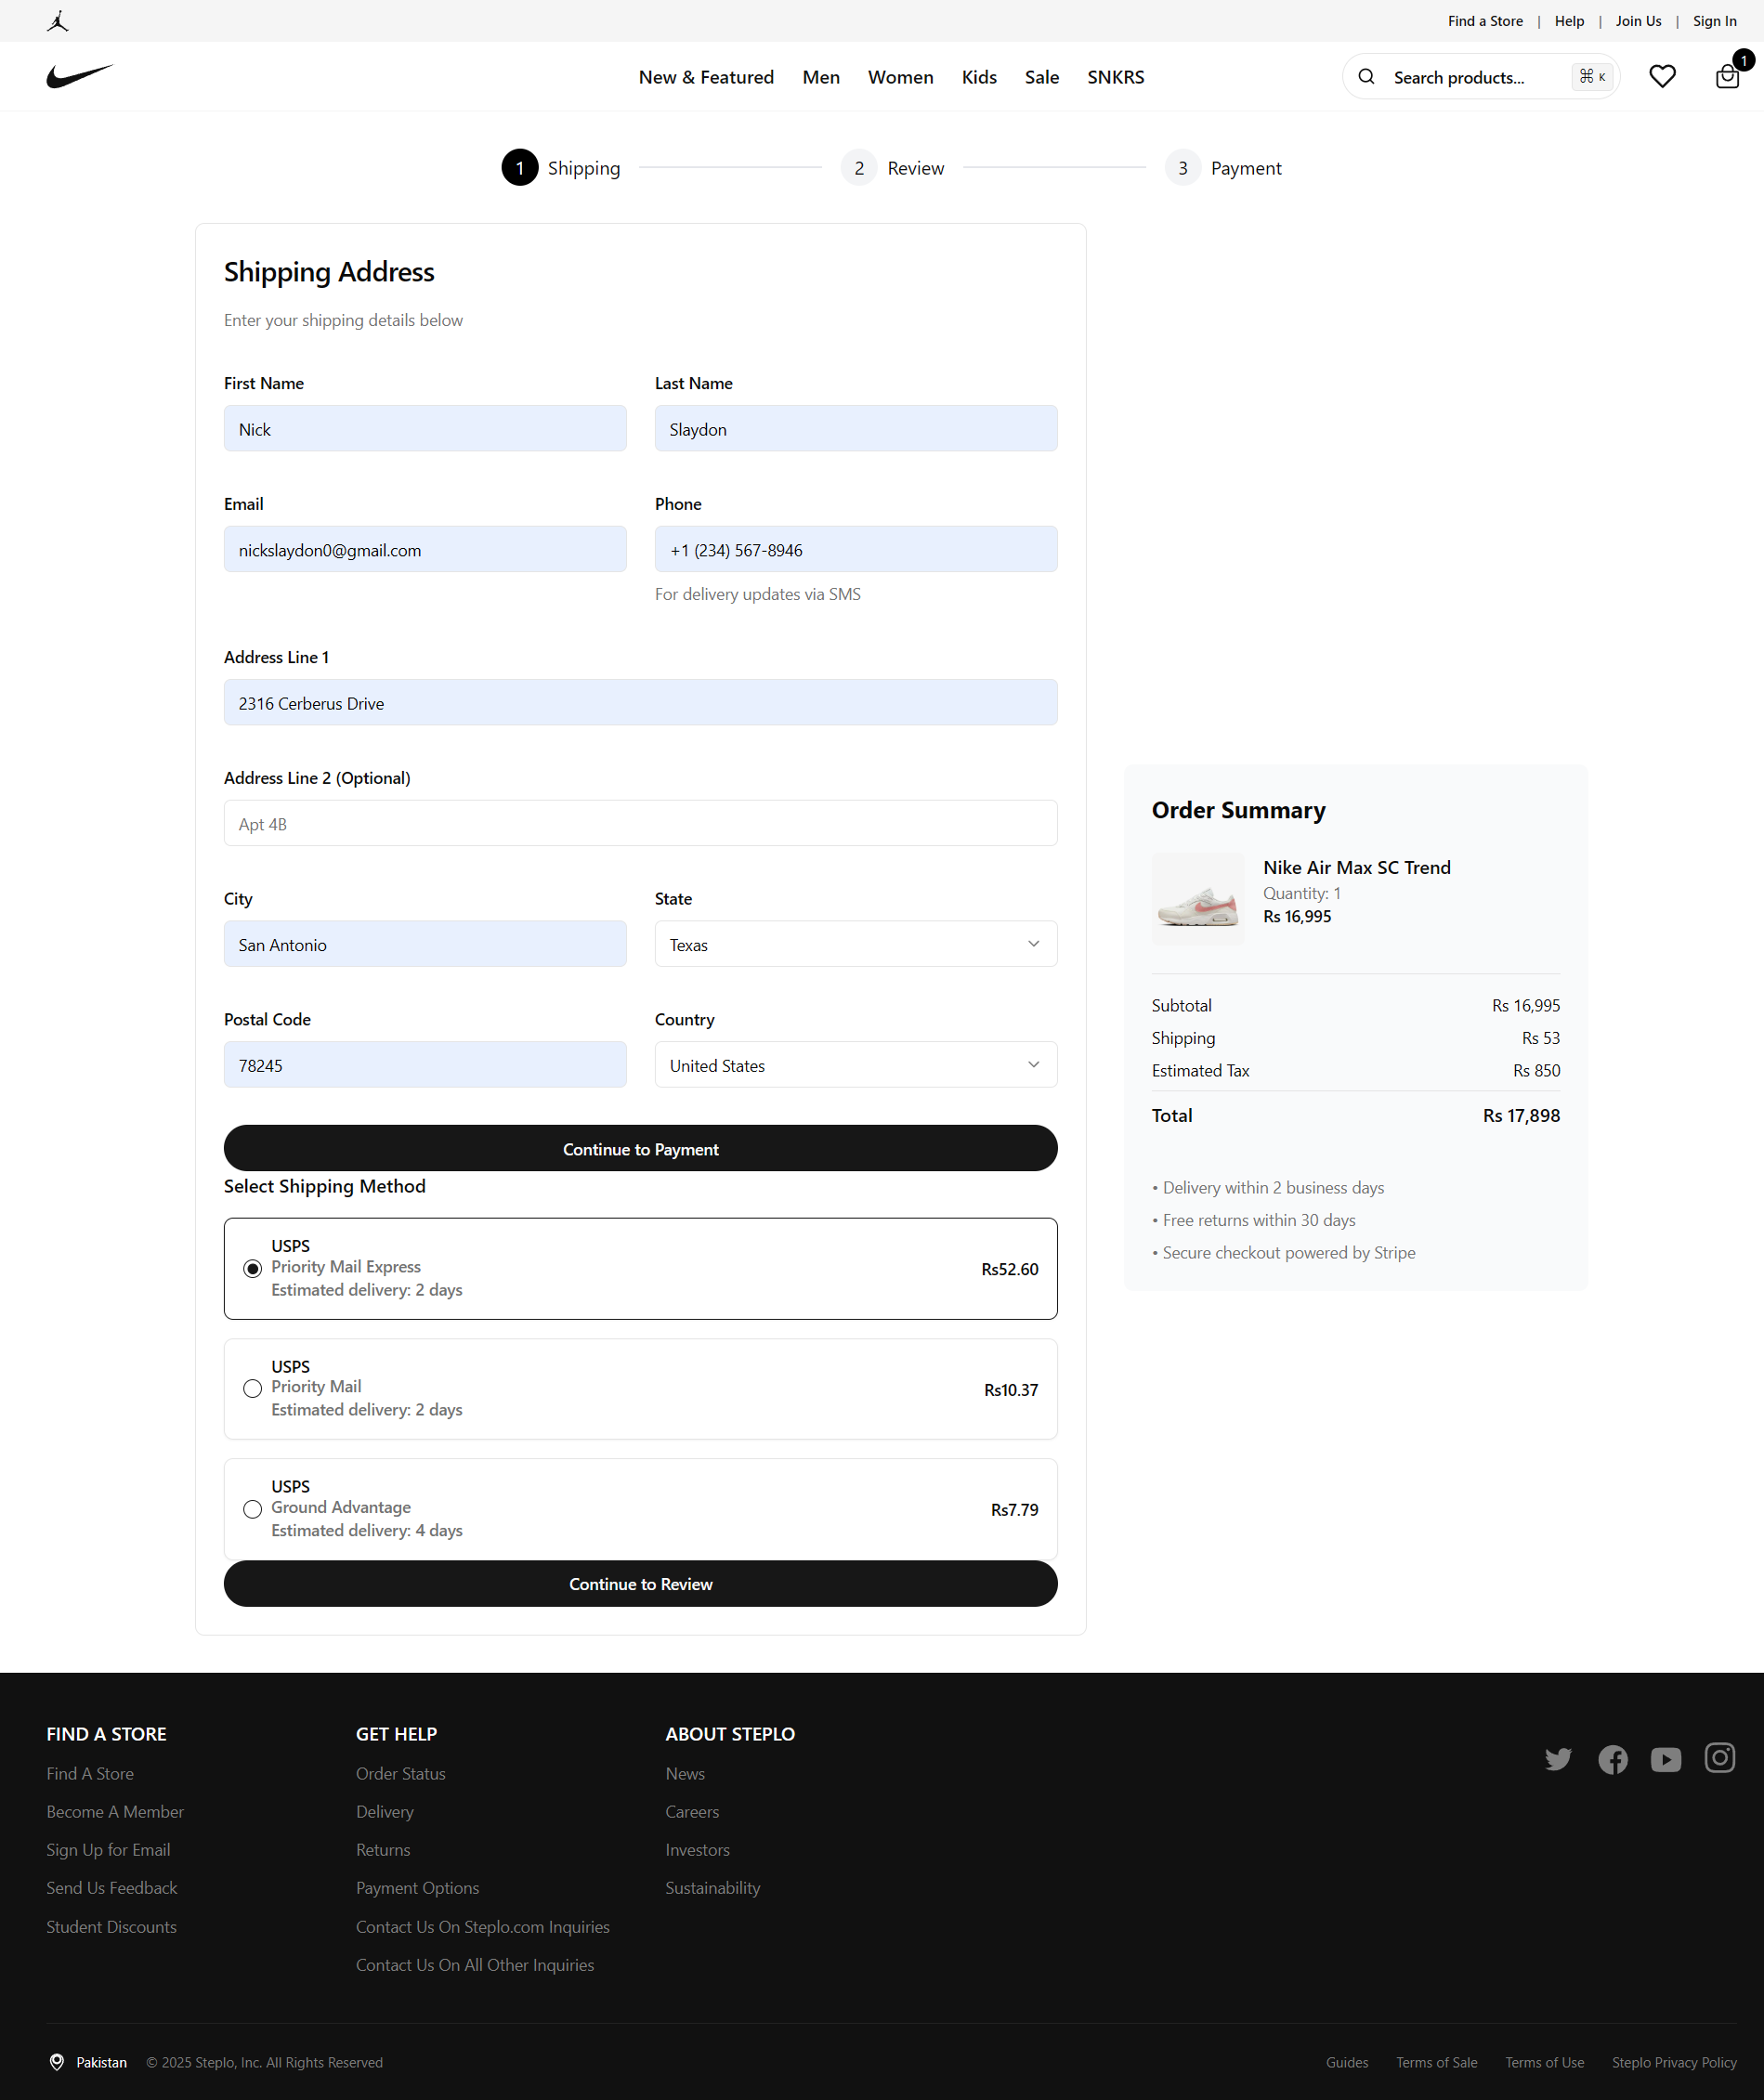 Find a Store | Help | Join Us | Sign In
New & Featured Men Women Kids Sale SNKRS
Search products... ⌘ K
1
1 Shipping 2 Review 3 Payment
Shipping Address
Enter your shipping details below
First Name Last Name
Nick Slaydon
Email Phone
nickslaydon0@gmail.com +1 (234) 567-8946
For delivery updates via SMS
Address Line 1
2316 Cerberus Drive
Address Line 2 (Optional)
Apt 4B
City State
San Antonio Texas
Postal Code Country
78245 United States
Continue to Payment
Select Shipping Method
USPS
Priority Mail Express
Estimated delivery: 2 days
Rs52.60
USPS
Priority Mail
Estimated delivery: 2 days
Rs10.37
USPS
Ground Advantage
Estimated delivery: 4 days
Rs7.79
Continue to Review
Order Summary
Nike Air Max SC Trend
Quantity: 1
Rs 16,995
Subtotal Rs 16,995
Shipping Rs 53
Estimated Tax Rs 850
Total Rs 17,898
• Delivery within 2 business days
• Free returns within 30 days
• Secure checkout powered by Stripe
FIND A STORE
Find A Store
Become A Member
Sign Up for Email
Send Us Feedback
Student Discounts
GET HELP
Order Status
Delivery
Returns
Payment Options
Contact Us On Steplo.com Inquiries
Contact Us On All Other Inquiries
ABOUT STEPLO
News
Careers
Investors
Sustainability
Pakistan © 2025 Steplo, Inc. All Rights Reserved
Guides Terms of Sale Terms of Use Steplo Privacy Policy